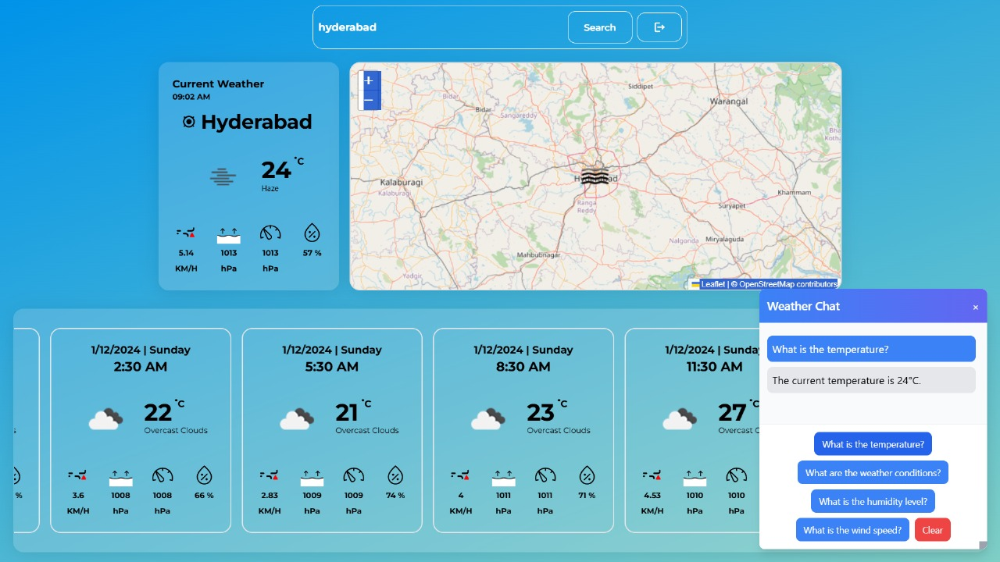 hyderabad
Search
Current Weather
09:02 AM
Hyderabad
24 °C
Haze
5.14 1013 1013 57 %
KM/H hPa hPa
+
−
Siddipet
Warangal
Bidar
Bidar
Sangareddy
Bha
Kotha
Kalaburagi
Kalaburagi
Hyderabad
Ranga
Reddy
Khammam
Suryapet
Nalgonda
Miryalaguda
Mahbubnagar
Yadgir
Leaflet | © OpenStreetMap contributors
s
%
1/12/2024 | Sunday
2:30 AM
22 °C
Overcast Clouds
3.6 1008 1008 66 %
KM/H hPa hPa
1/12/2024 | Sunday
5:30 AM
21 °C
Overcast Clouds
2.83 1009 1009 74 %
KM/H hPa hPa
1/12/2024 | Sunday
8:30 AM
23 °C
Overcast Clouds
4 1011 1011 71 %
KM/H hPa hPa
1/12/2024 | Sunday
11:30 AM
27 °C
Overcast C
4.53 1010 1010
KM/H hPa hPa
Weather Chat ×
What is the temperature?
The current temperature is 24°C.
What is the temperature?
What are the weather conditions?
What is the humidity level?
What is the wind speed? Clear